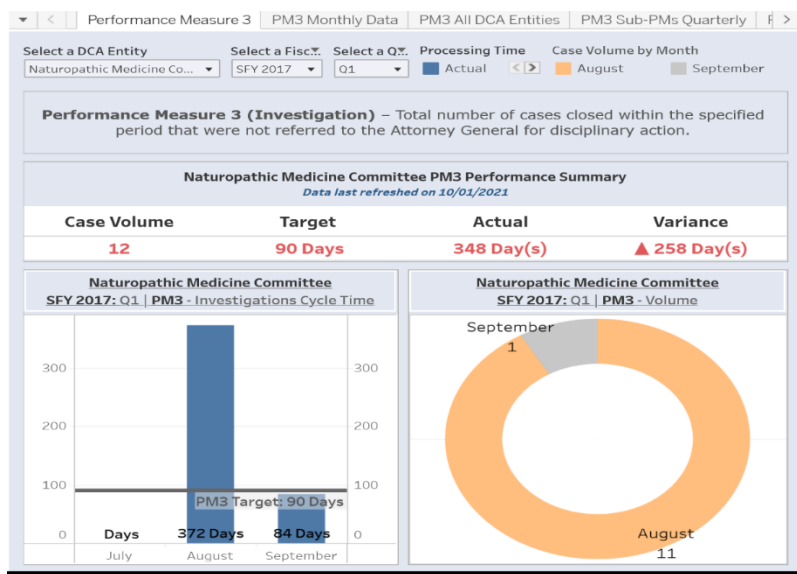 Performance Measure 3 PM3 Monthly Data PM3 All DCA Entities PM3 Sub-PMs Quarterly
Select a DCA Entity Select a Fisc.. Select a Q.. Processing Time Case Volume by Month
Naturopathic Medicine Co... SFY 2017 Q1 Actual August September
Performance Measure 3 (Investigation) – Total number of cases closed within the specified
period that were not referred to the Attorney General for disciplinary action.
Naturopathic Medicine Committee PM3 Performance Summary
Data last refreshed on 10/01/2021
Case Volume Target Actual Variance
12 90 Days 348 Day(s) ▲ 258 Day(s)
Naturopathic Medicine Committee
SFY 2017: Q1 | PM3 - Investigations Cycle Time
300 300
200 200
100 100
PM3 Target: 90 Days
0 Days 372 Days 84 Days 0
July August September
Naturopathic Medicine Committee
SFY 2017: Q1 | PM3 - Volume
September
1
August
11